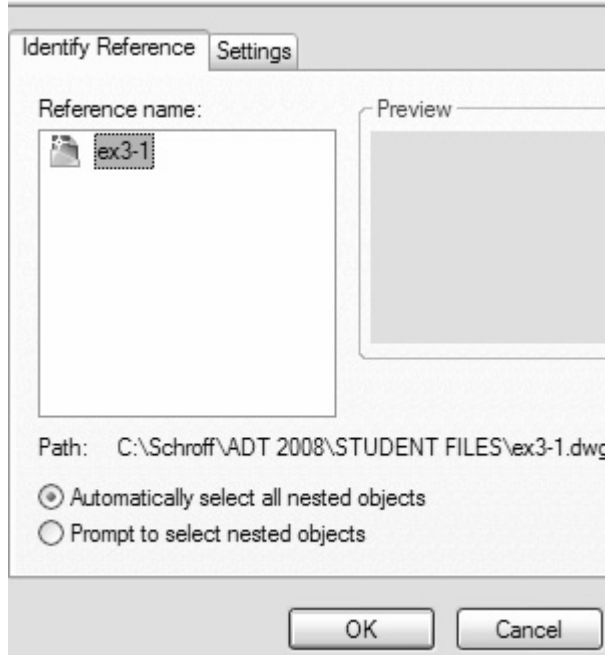 Identify Reference Settings
Reference name:
Preview
ex3-1
Path: C:\Schroff\ADT 2008\STUDENT FILES\ex3-1.dwg
Automatically select all nested objects
Prompt to select nested objects
OK Cancel